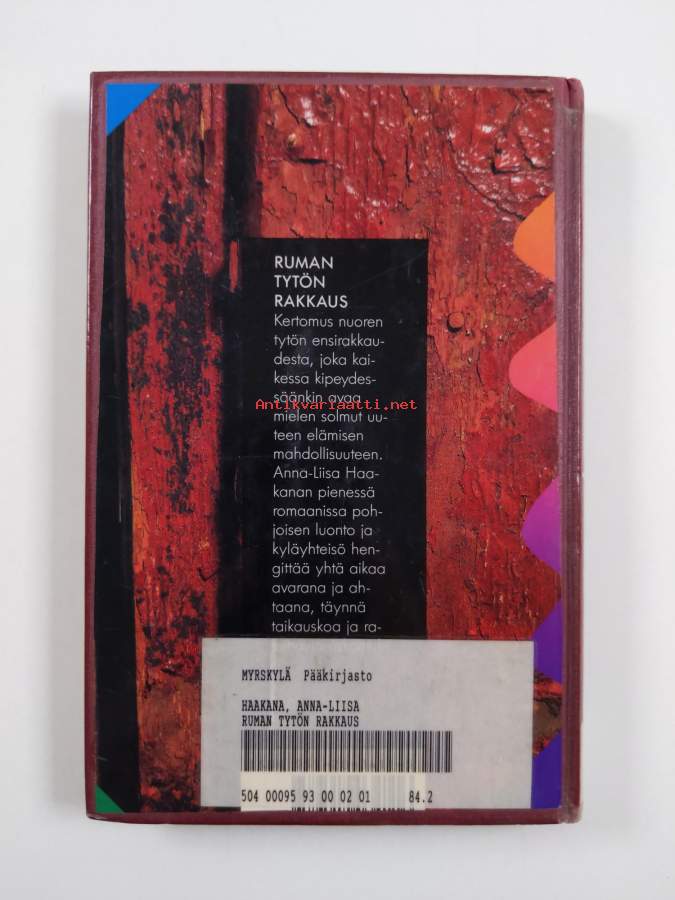 RUMAN
TYTÖN
RAKKAUS
Kertomus nuoren
tytön ensirakkau-
desta, joka kai-
kessa kipeydes-
säänkin avaa
Antikvariaatti.net
mielen solmut uu-
teen elämisen
mahdollisuuteen.
Anna-Liisa Haa-
kanan pienessä
romaanissa poh-
joisen luonto ja
kyläyhteisö hen-
gittää yhtä aikaa
avarana ja ah-
taana, täynnä
taikauskoa ja ra-
MYRSKYLÄ Pääkirjasto
HAAKANA, ANNA-LIISA
RUMAN TYTÖN RAKKAUS
504 00095 93 00 02 01 84.2